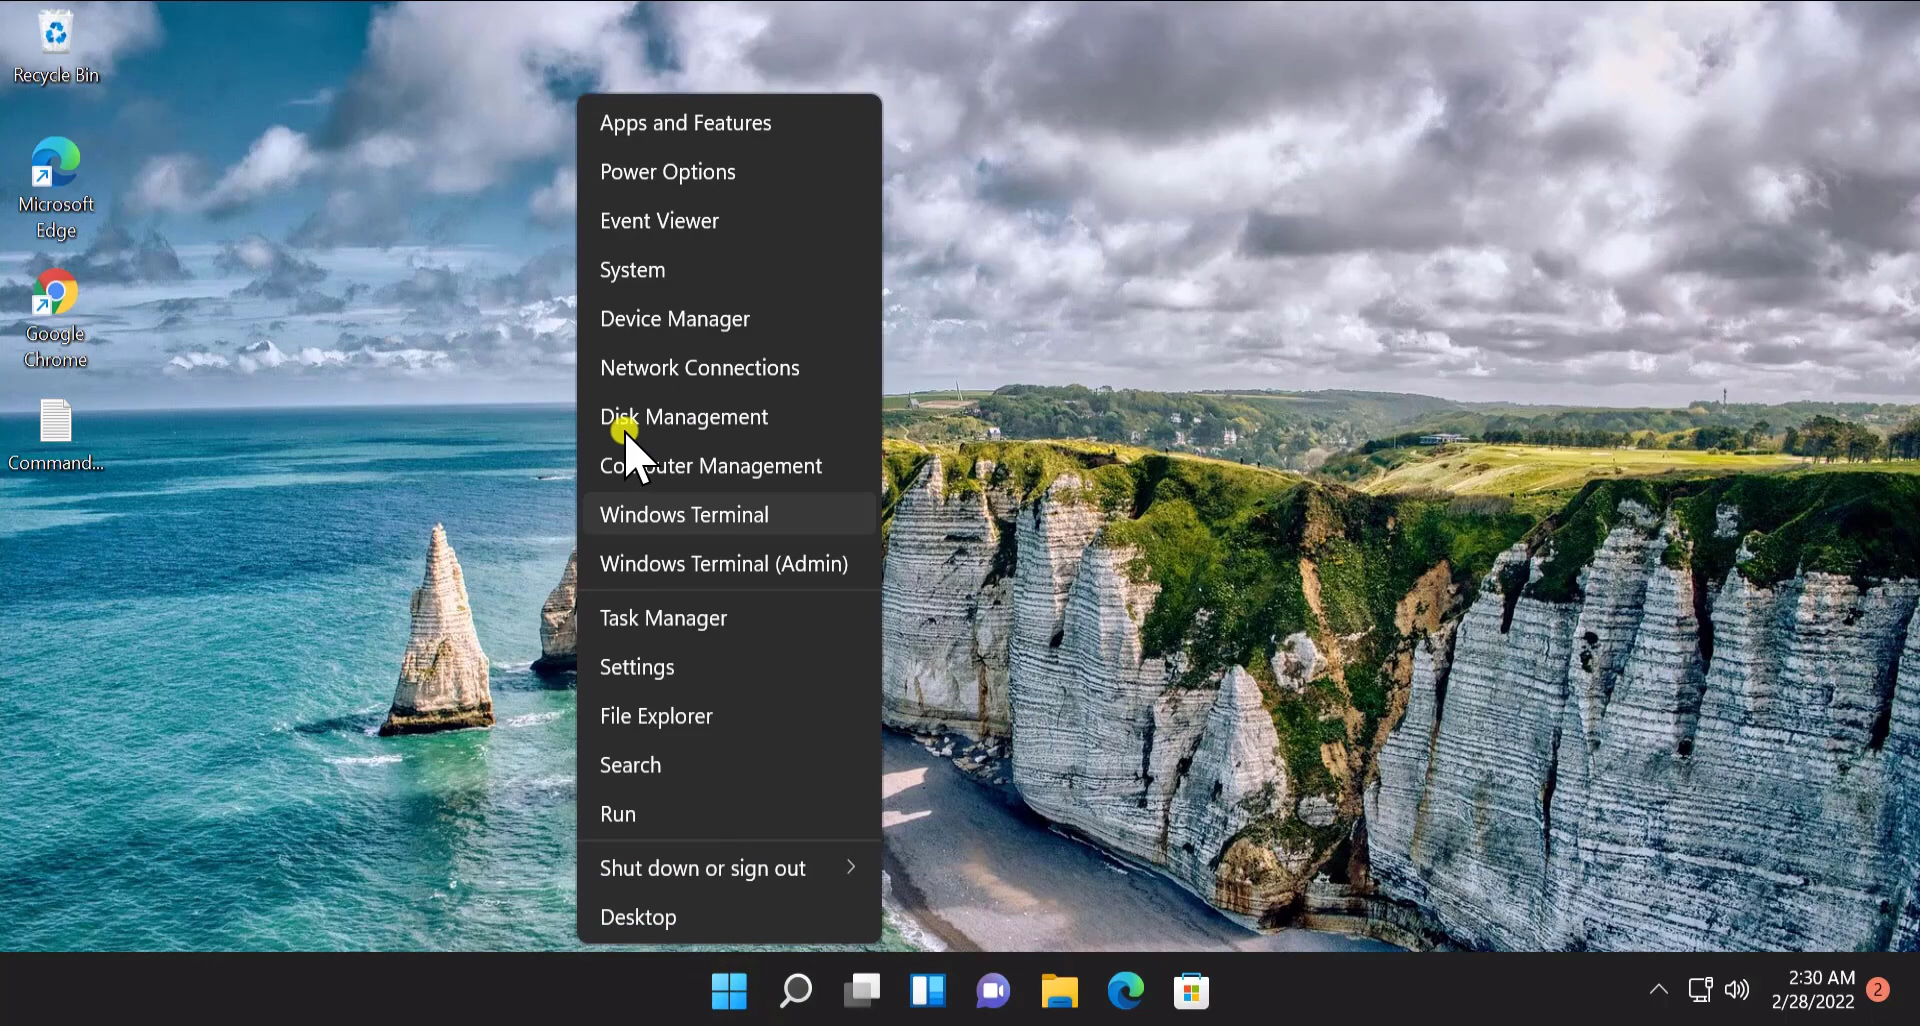 Recycle Bin
Microsoft
Edge
Google
Chrome
Command...
Apps and Features
Power Options
Event Viewer
System
Device Manager
Network Connections
Disk Management
Computer Management
Windows Terminal
Windows Terminal (Admin)
Task Manager
Settings
File Explorer
Search
Run
Shut down or sign out
Desktop
2:30 AM
2/28/2022
2